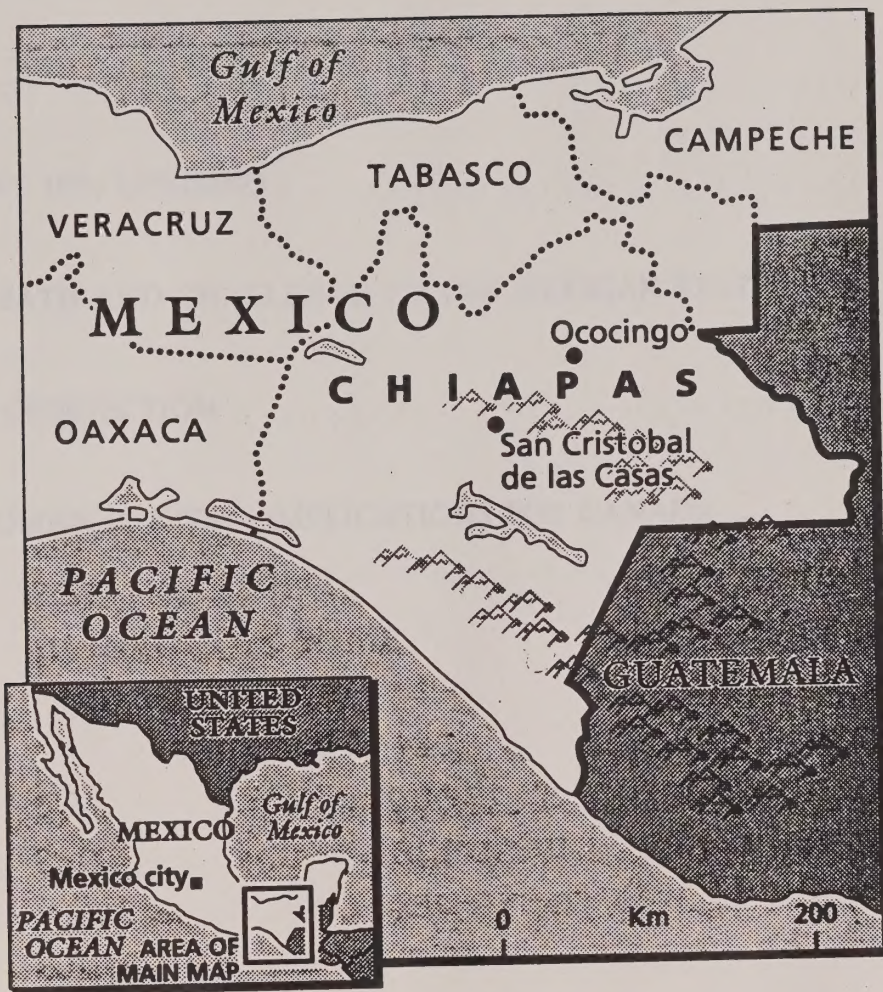 Gulf of
Mexico
CAMPECHE
TABASCO
VERACRUZ
MEXICO
Ococingo
CHIAPAS
OAXACA
San Cristobal
de las Casas
PACIFIC
OCEAN
GUATEMALA
UNITED
STATES
Gulf of
Mexico
MEXICO
Mexico city
PACIFIC
OCEAN
AREA OF
MAIN MAP
0 Km 200